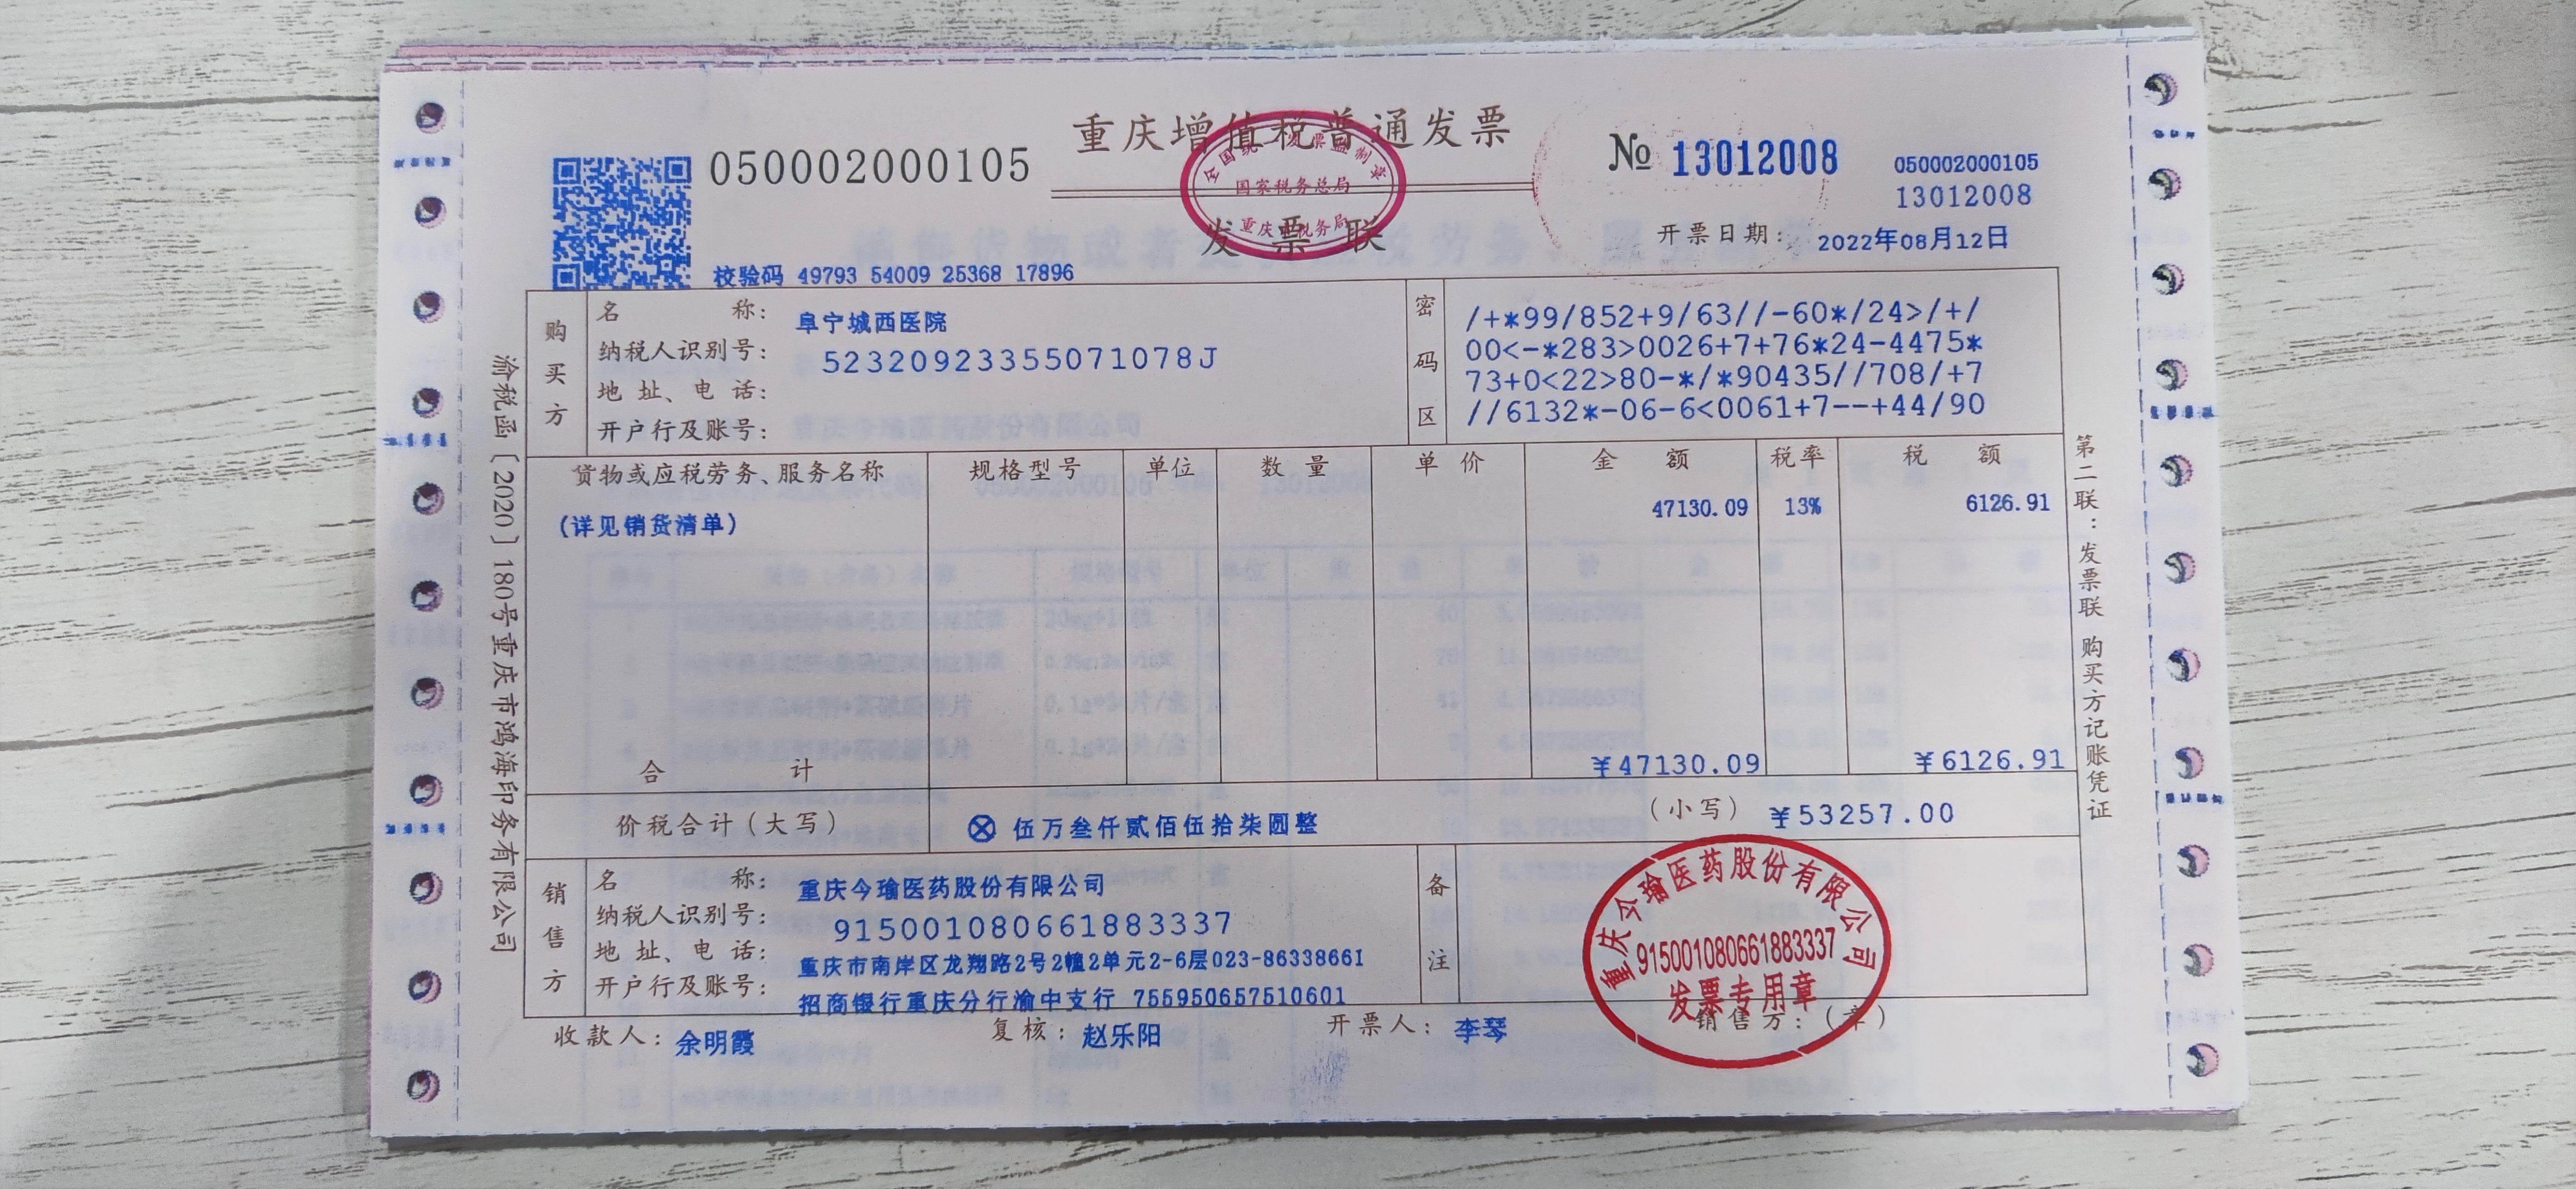 重庆增值税普通发票
发票联
全国统一发票监制章
国家税务总局
重庆市税务局
050002000105
№ 13012008
050002000105
13012008
校验码 49793 54009 25368 17896
开票日期: 2022年08月12日
购买方
名称: 阜宁城西医院
纳税人识别号: 52320923355071078J
地址、电话:
开户行及账号:
密码区
/+*99/852+9/63//-60*/24>/+/
00<-*283>0026+7+76*24-4475*
73+0<22>80-*/*90435//708/+7
//6132*-06-6<0061+7--+44/90
货物或应税劳务、服务名称 规格型号 单位 数量 单价 金额 税率 税额
(详见销货清单) 47130.09 13% 6126.91
合计 ¥47130.09 ¥6126.91
价税合计(大写) ⊗ 伍万叁仟贰佰伍拾柒圆整 (小写) ¥53257.00
销售方
名称: 重庆今瑜医药股份有限公司
纳税人识别号: 915001080661883337
地址、电话: 重庆市南岸区龙翔路2号2幢2单元2-6层023-86338661
开户行及账号: 招商银行重庆分行渝中支行 755950657510601
备注
重庆今瑜医药股份有限公司
915001080661883337
发票专用章
收款人: 余明霞 复核: 赵乐阳 开票人: 李琴 销售方:(章)
渝税函〔2020〕180号重庆市鸿海印务有限公司
第二联:发票联 购买方记账凭证